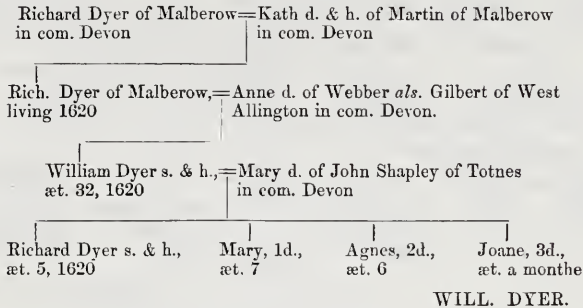 Richard Dyer of Malberow=Kath d. & h. of Martin of Malberow
in com. Devon in com. Devon
Rich. Dyer of Malberow,=Anne d. of Webber als. Gilbert of West
living 1620 Allington in com. Devon.
William Dyer s. & h.,=Mary d. of John Shapley of Totnes
æt. 32, 1620 in com. Devon
Richard Dyer s. & h., Mary, 1d., Agnes, 2d., Joane, 3d.,
æt. 5, 1620 æt. 7 æt. 6 æt. a monthe
WILL. DYER.